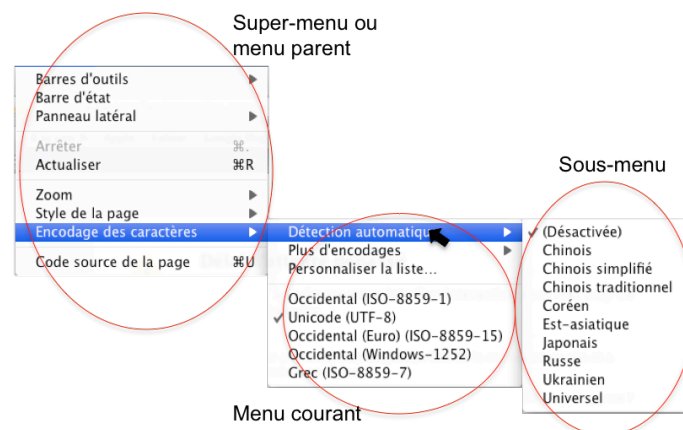 Super-menu ou
menu parent
Barres d'outils
Barre d'état
Panneau latéral
Arrêter ⌘.
Actualiser ⌘R
Zoom
Style de la page
Encodage des caractères
Code source de la page ⌘U
Détection automatique
Plus d'encodages
Personnaliser la liste...
Occidental (ISO-8859-1)
✓ Unicode (UTF-8)
Occidental (Euro) (ISO-8859-15)
Occidental (Windows-1252)
Grec (ISO-8859-7)
Menu courant
Sous-menu
✓ (Désactivée)
Chinois
Chinois simplifié
Chinois traditionnel
Coréen
Est-asiatique
Japonais
Russe
Ukrainien
Universel